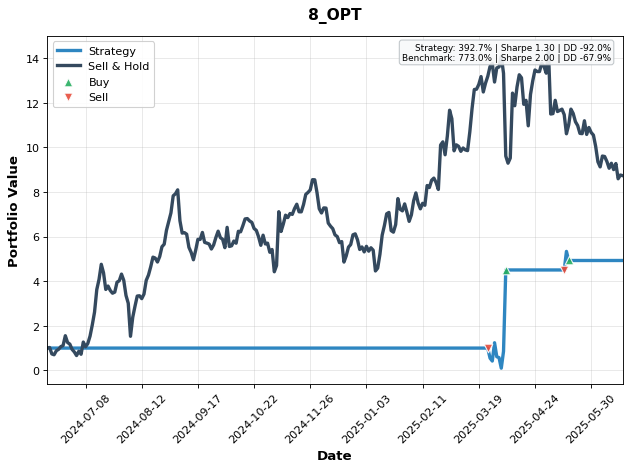 8_OPT
Strategy
Sell & Hold
Buy
Sell
Strategy: 392.7% | Sharpe 1.30 | DD -92.0%
Benchmark: 773.0% | Sharpe 2.00 | DD -67.9%
Portfolio Value
14
12
10
8
6
4
2
0
2024-07-08
2024-08-12
2024-09-17
2024-10-22
2024-11-26
2025-01-03
2025-02-11
2025-03-19
2025-04-24
2025-05-30
Date